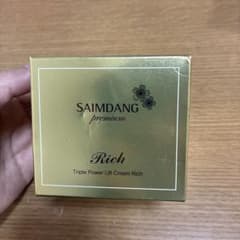 SAIMDANG
premium
Rich
Triple Power Lift Cream Rich